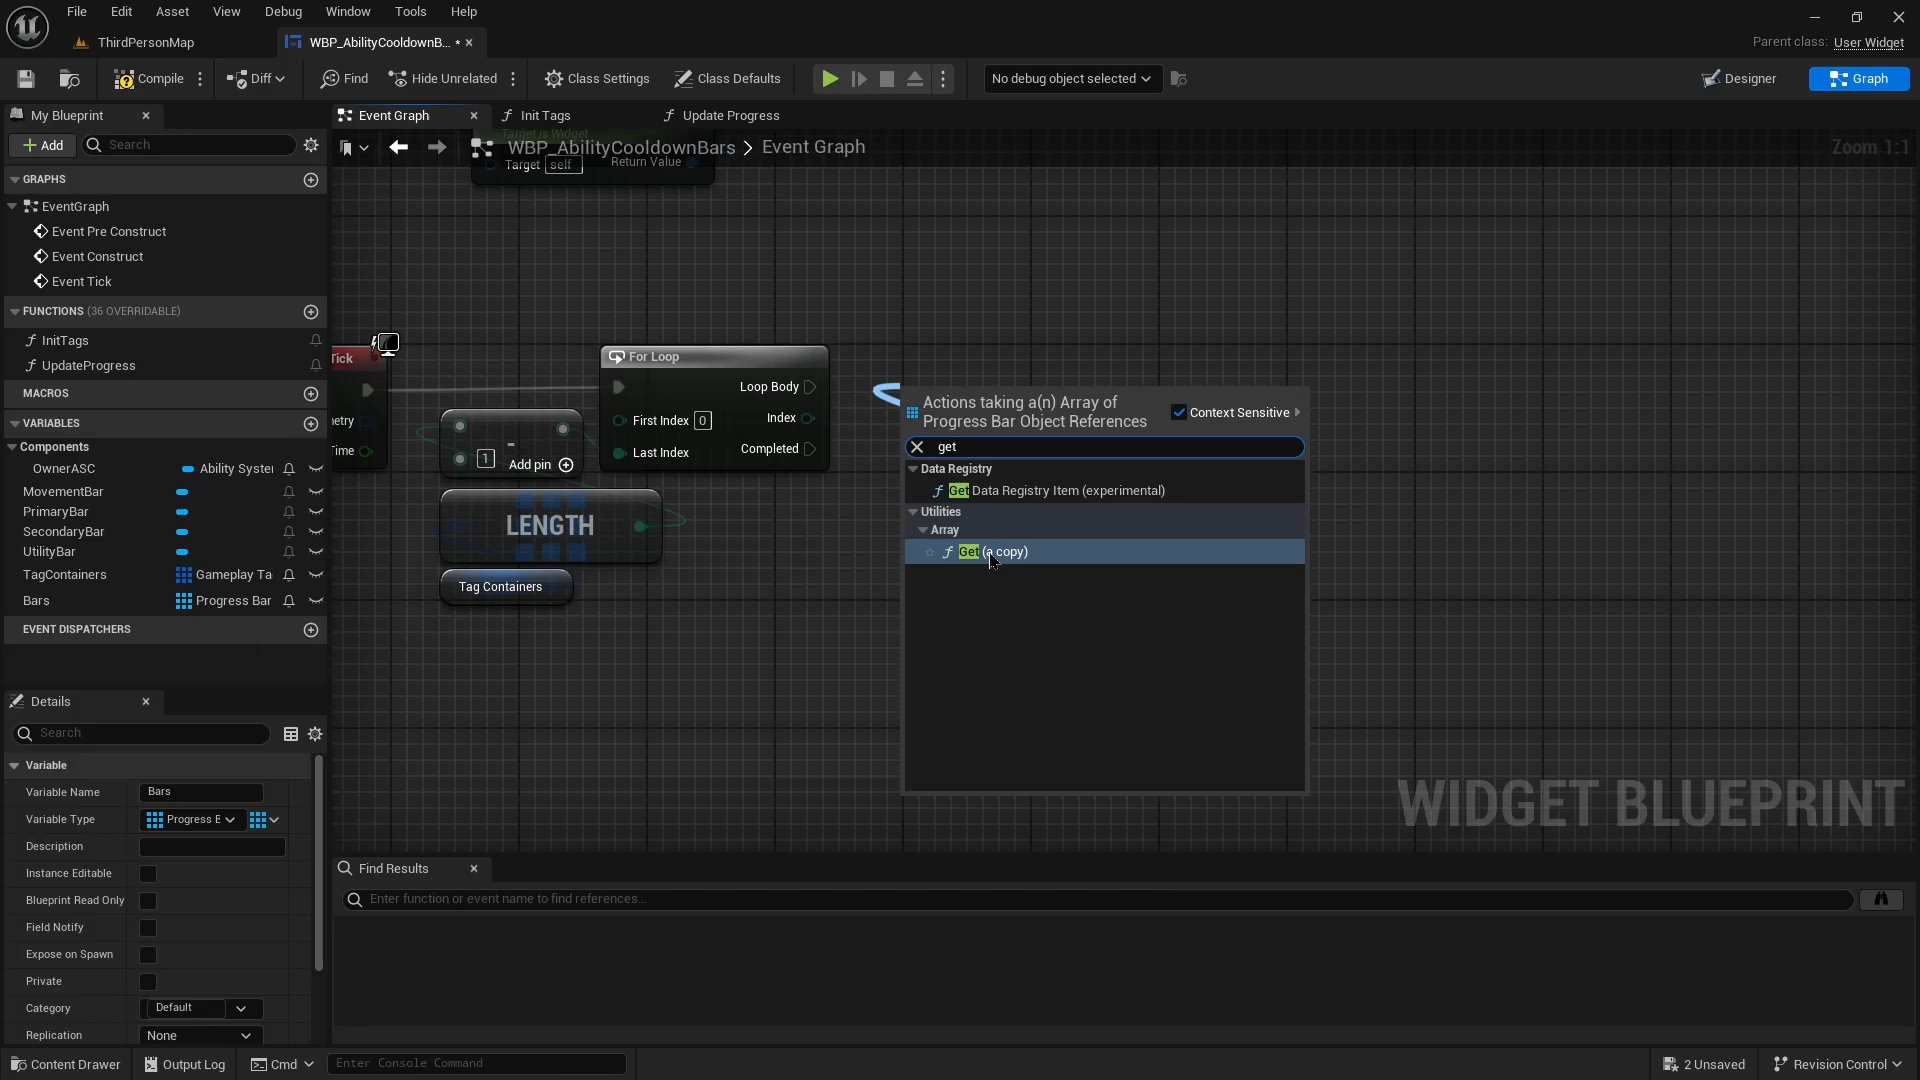 File Edit Asset View Debug Window Tools Help
ThirdPersonMap
WBP_AbilityCooldownB... •
Parent class: User Widget
Compile
Diff
Find
Hide Unrelated
Class Settings
Class Defaults
No debug object selected
Designer
Graph
My Blueprint
Event Graph
Init Tags
Update Progress
Add
Search
WBP_AbilityCooldownBars > Event Graph
Zoom 1:1
Target is Widget
Target self Return Value
GRAPHS
EventGraph
Event Pre Construct
Event Construct
Event Tick
FUNCTIONS (36 OVERRIDABLE)
InitTags
UpdateProgress
MACROS
VARIABLES
Components
OwnerASC Ability Syster
MovementBar
PrimaryBar
SecondaryBar
UtilityBar
TagContainers Gameplay Ta
Bars Progress Bar
EVENT DISPATCHERS
Tick
metry
Time
For Loop
Loop Body
First Index 0
Index
Last Index
Completed
-
1
Add pin
LENGTH
Tag Containers
Actions taking a(n) Array of
Progress Bar Object References
Context Sensitive
get
Data Registry
Get Data Registry Item (experimental)
Utilities
Array
Get (a copy)
WIDGET BLUEPRINT
Details
Search
Variable
Variable Name Bars
Variable Type Progress E
Description
Instance Editable
Blueprint Read Only
Field Notify
Expose on Spawn
Private
Category Default
Replication None
Find Results
Enter function or event name to find references...
Content Drawer
Output Log
Cmd
Enter Console Command
2 Unsaved
Revision Control